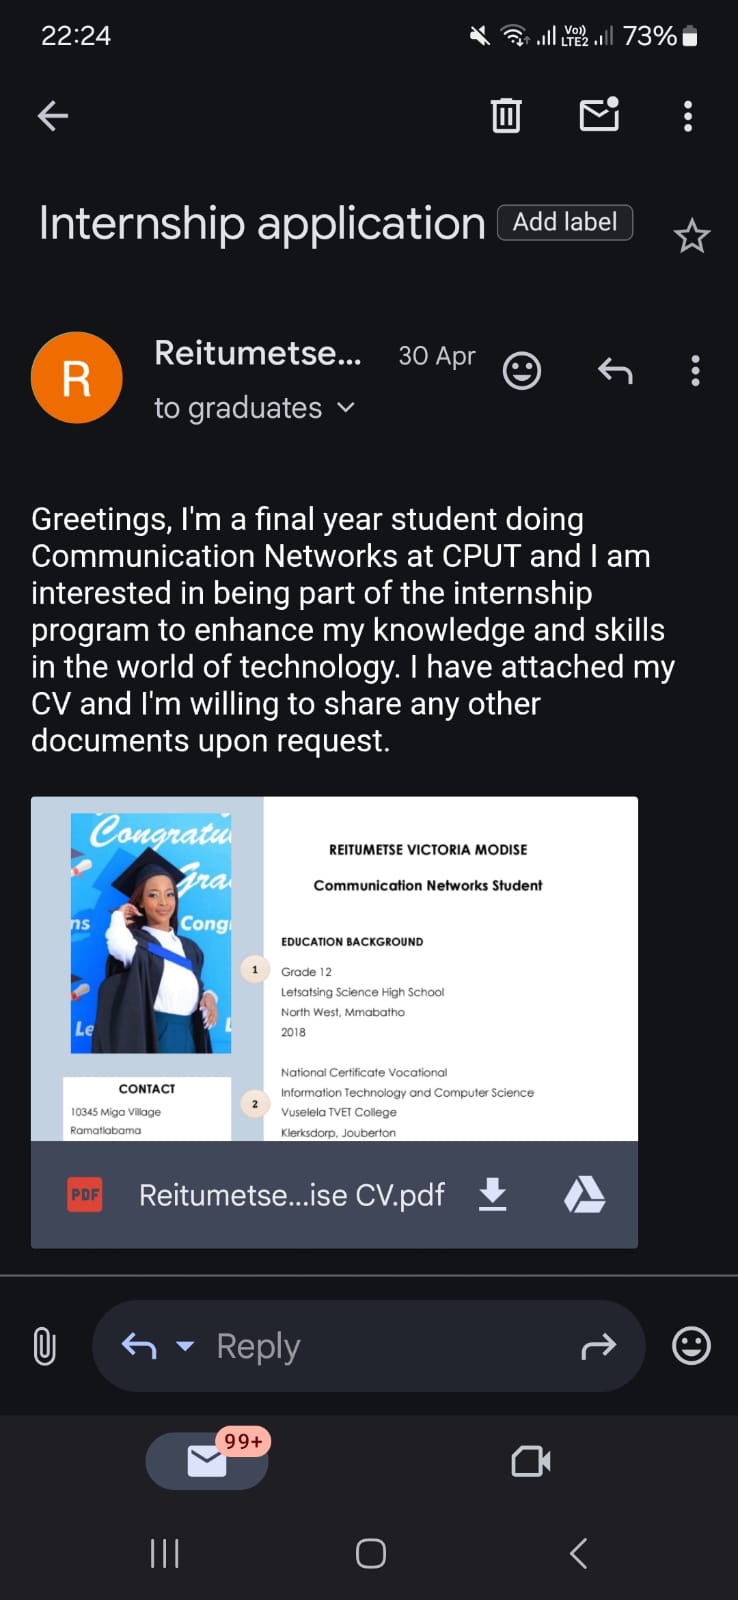 22:24
Vo))
LTE2
73%
Internship application
Add label
R
Reitumetse...
30 Apr
to graduates
Greetings, I'm a final year student doing
Communication Networks at CPUT and I am
interested in being part of the internship
program to enhance my knowledge and skills
in the world of technology. I have attached my
CV and I'm willing to share any other
documents upon request.
Congratu
Gra
ns
Cong
Le
L
REITUMETSE VICTORIA MODISE
Communication Networks Student
EDUCATION BACKGROUND
1
Grade 12
Letsatsing Science High School
North West, Mmabatho
2018
CONTACT
10345 Miga Village
Ramatlabama
2
National Certificate Vocational
Information Technology and Computer Science
Vuselela TVET College
Klerksdorp, Jouberton
PDF
Reitumetse...ise CV.pdf
Reply
99+